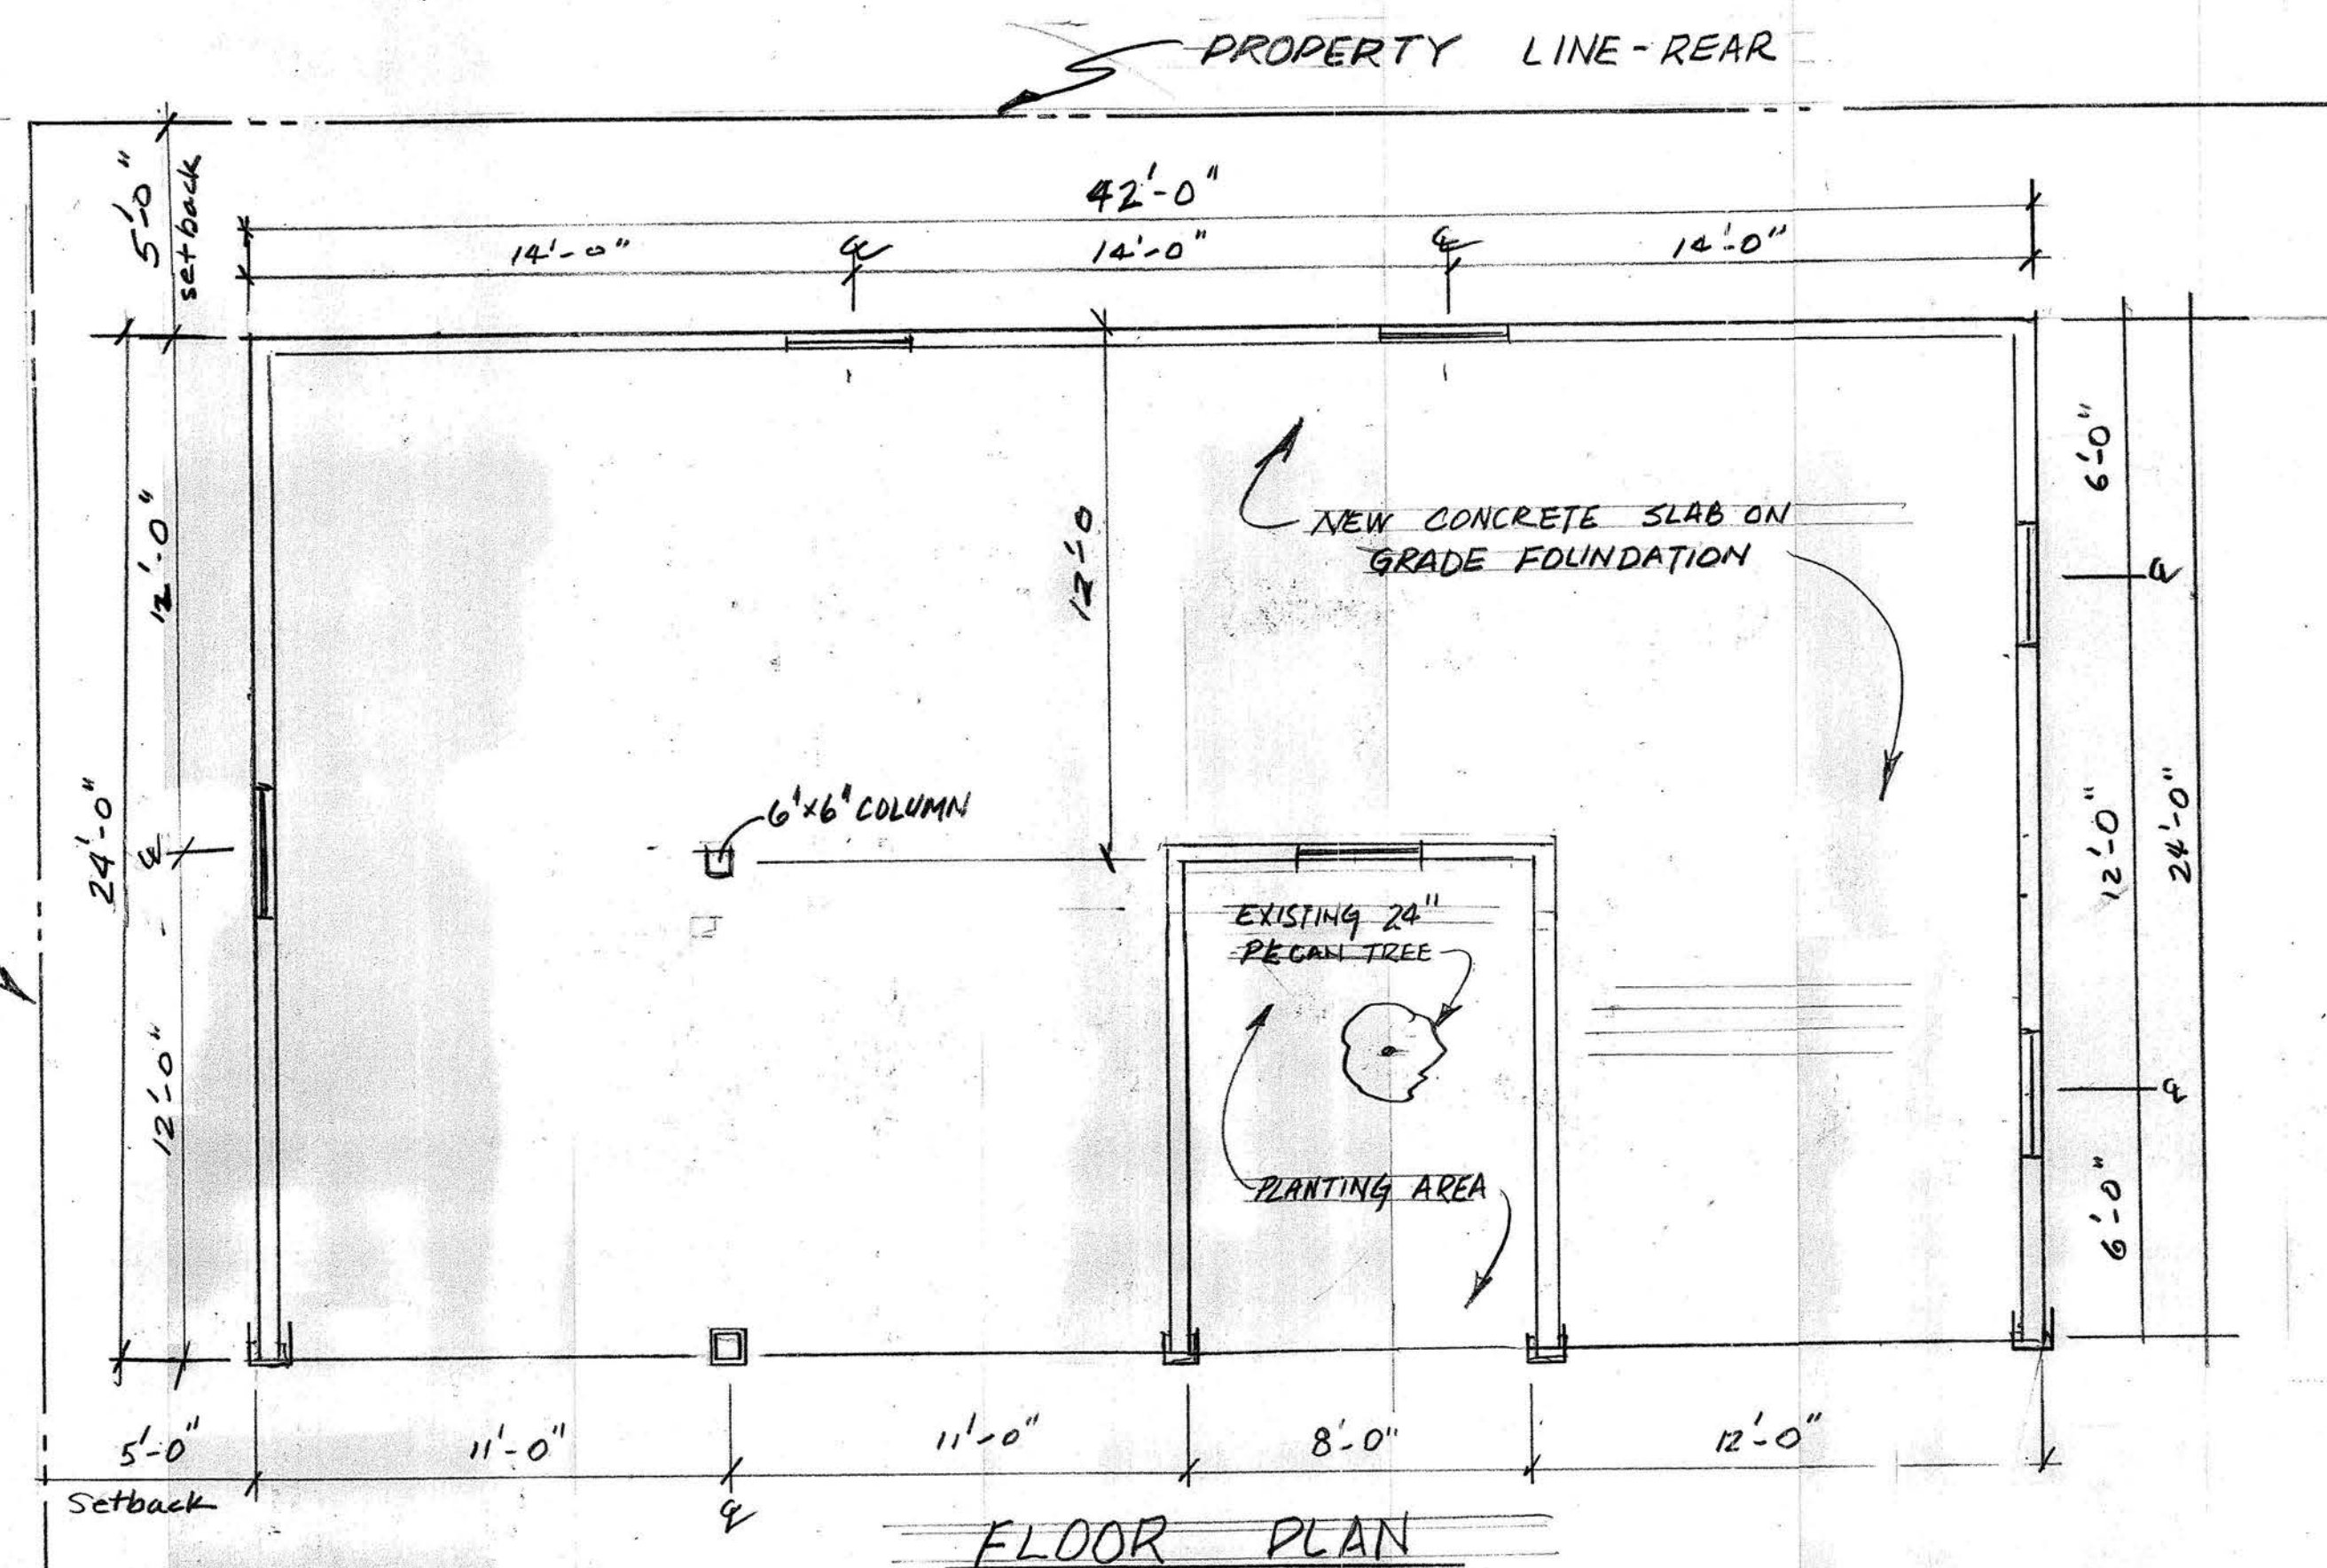 PROPERTY LINE-REAR
5'-0"
setback
42'-0"
14'-0"
14'-0"
14'-0"
24'-0"
12'-0"
12'-0"
12'-0
6'-0"
12'-0"
24'-0"
6'-0"
NEW CONCRETE SLAB ON
GRADE FOUNDATION
6"x6" COLUMN
EXISTING 24"
PECAN TREE
PLANTING AREA
5'-0"
Setback
11'-0"
11'-0"
8'-0"
12'-0"
FLOOR PLAN